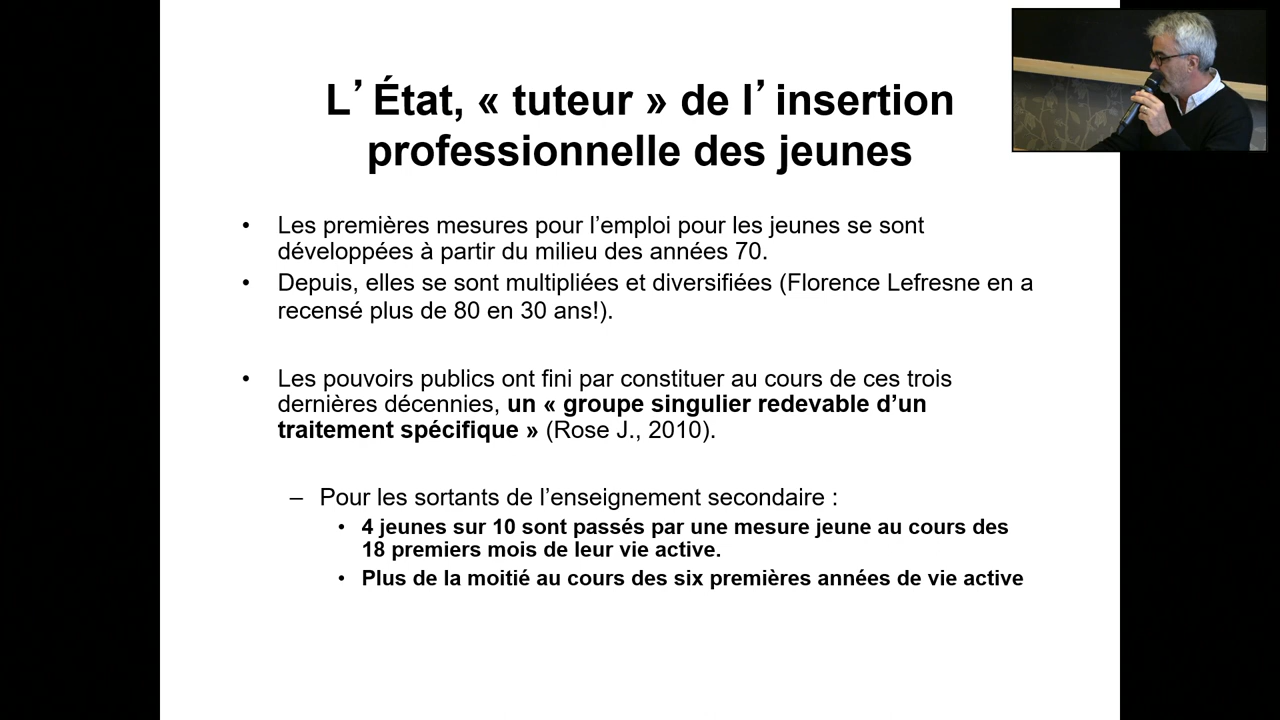 L’État, « tuteur » de l’insertion
professionnelle des jeunes
• Les premières mesures pour l’emploi pour les jeunes se sont
développées à partir du milieu des années 70.
• Depuis, elles se sont multipliées et diversifiées (Florence Lefresne en a
recensé plus de 80 en 30 ans!).
• Les pouvoirs publics ont fini par constituer au cours de ces trois
dernières décennies, un « groupe singulier redevable d’un
traitement spécifique » (Rose J., 2010).
– Pour les sortants de l’enseignement secondaire :
• 4 jeunes sur 10 sont passés par une mesure jeune au cours des
18 premiers mois de leur vie active.
• Plus de la moitié au cours des six premières années de vie active